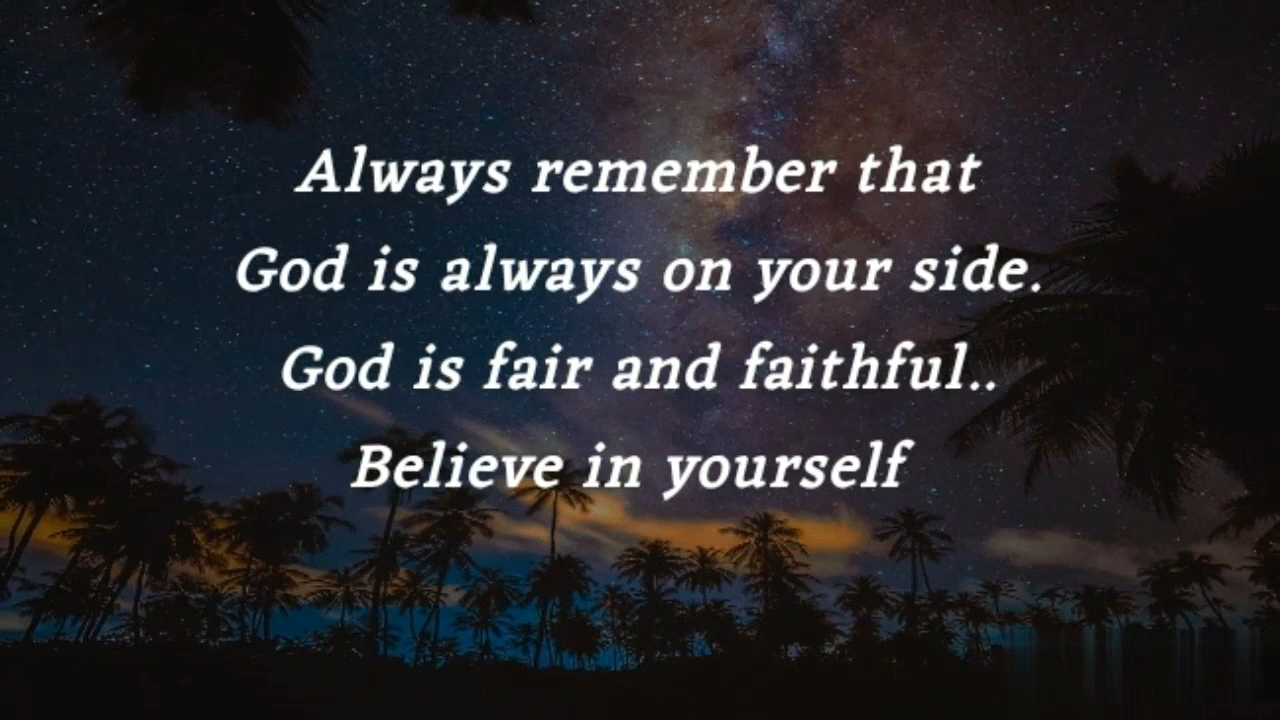 Always remember that
God is always on your side.
God is fair and faithful..
Believe in yourself